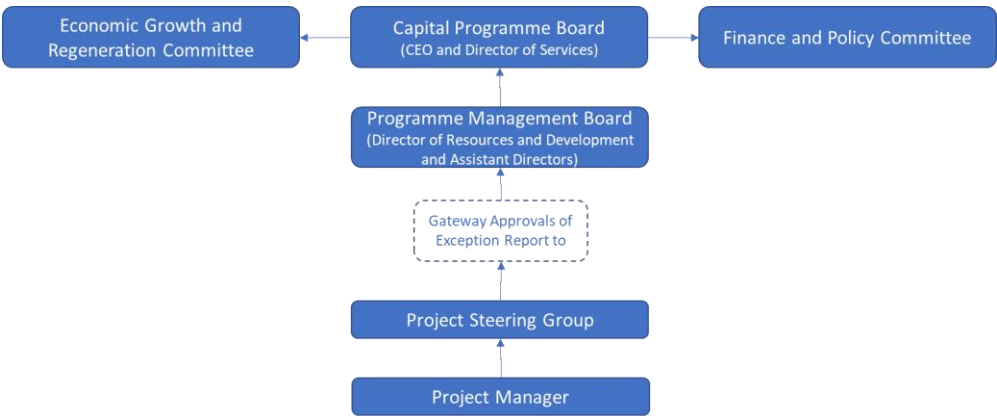 Economic Growth and
Regeneration Committee
Capital Programme Board
(CEO and Director of Services)
Finance and Policy Committee
Programme Management Board
(Director of Resources and Development
and Assistant Directors)
Gateway Approvals of
Exception Report to
Project Steering Group
Project Manager